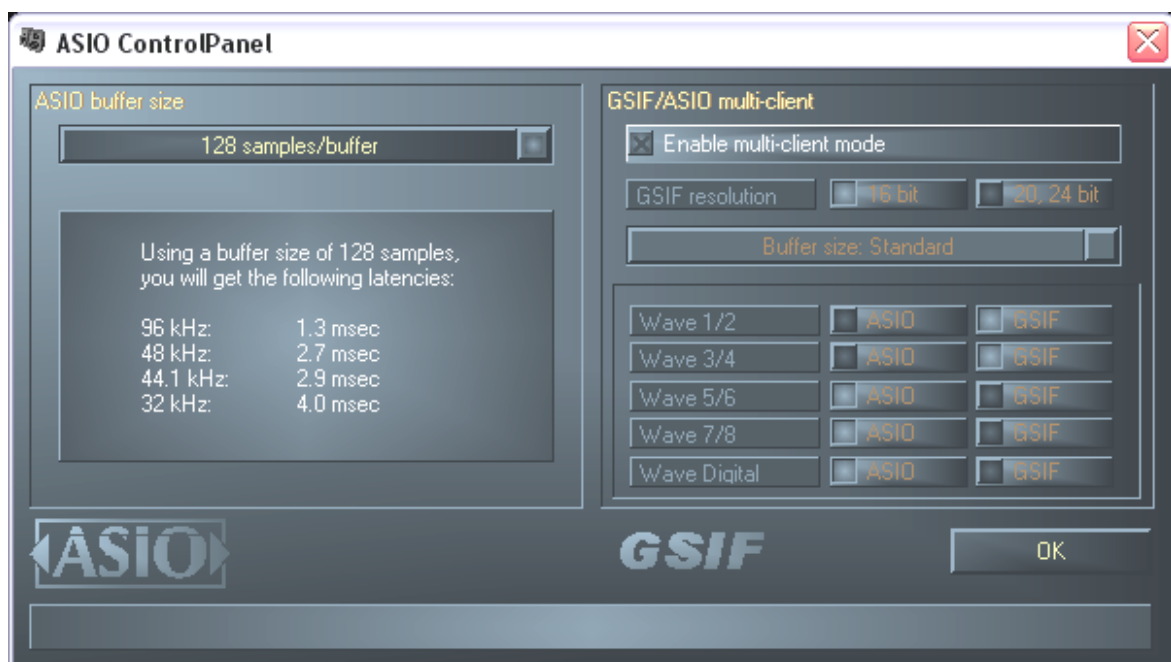 ASIO ControlPanel
ASIO buffer size
128 samples/buffer
Using a buffer size of 128 samples,
you will get the following latencies:
96 kHz: 1.3 msec
48 kHz: 2.7 msec
44.1 kHz: 2.9 msec
32 kHz: 4.0 msec
GSIF/ASIO multi-client
Enable multi-client mode
GSIF resolution 16 bit 20, 24 bit
Buffer size: Standard
Wave 1/2 ASIO GSIF
Wave 3/4 ASIO GSIF
Wave 5/6 ASIO GSIF
Wave 7/8 ASIO GSIF
Wave Digital ASIO GSIF
ASiO
GSIF
OK